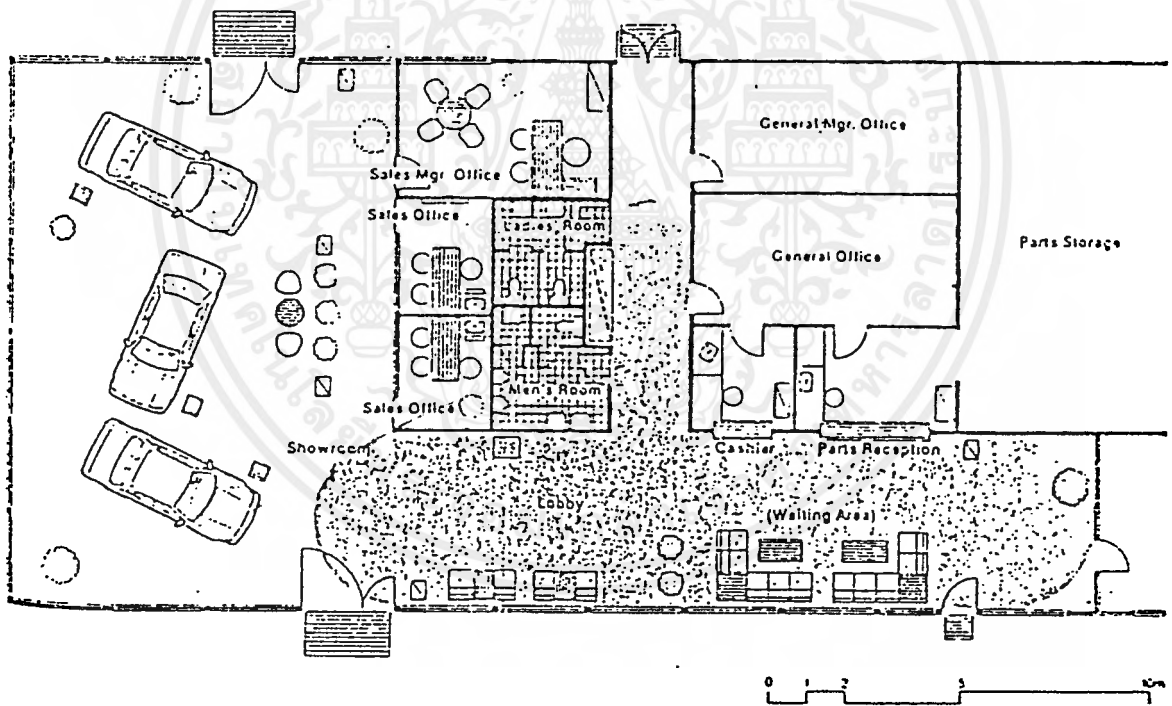 General Mgr. Office
Sales Mgr. Office
Sales Office
Ladies' Room
General Office
Parts Storage
Men's Room
Sales Office
Showroom
Cashier
Parts Reception
Lobby
(Waiting Area)
0 1 2 5 10m